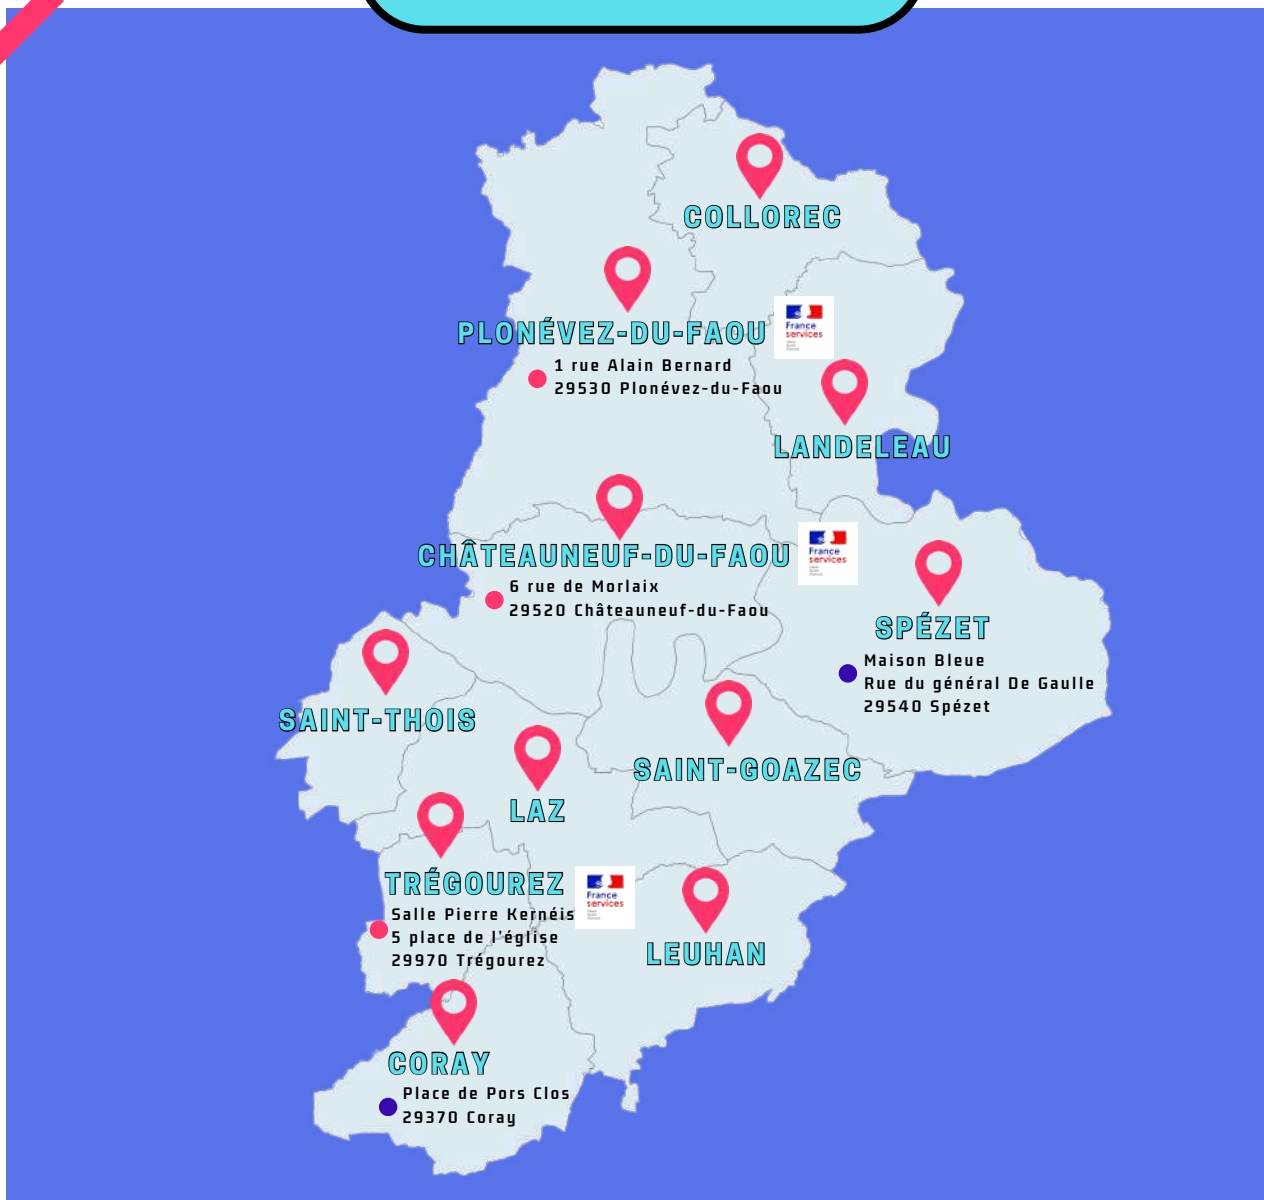 COLLOREC
PLONÉVEZ-DU-FAOU
France
services
1 rue Alain Bernard
29530 Plonévez-du-Faou
LANDELEAU
CHÂTEAUNEUF-DU-FAOU
France
services
6 rue de Morlaix
29520 Châteauneuf-du-Faou
SPÉZET
Maison Bleue
Rue du général De Gaulle
29540 Spézet
SAINT-THOIS
SAINT-GOAZEC
LAZ
TRÉGOUREZ
France
services
Salle Pierre Kernéis
5 place de l'église
29970 Trégourez
LEUHAN
CORAY
Place de Pors Clos
29370 Coray